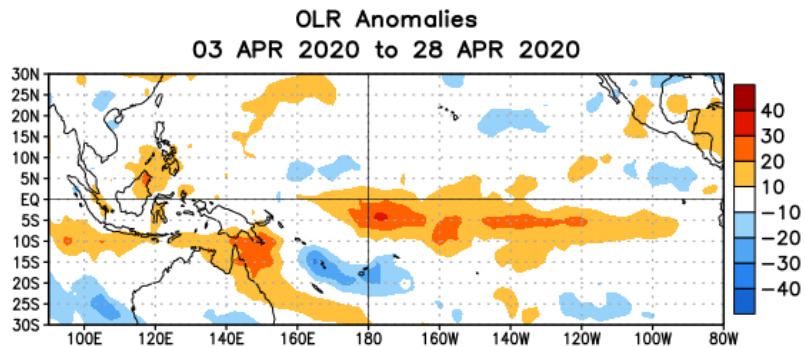 OLR Anomalies
03 APR 2020 to 28 APR 2020
30N
25N
20N
15N
10N
5N
EQ
5S
10S
15S
20S
25S
30S
100E 120E 140E 160E 180 160W 140W 120W 100W 80W
40
30
20
10
-10
-20
-30
-40